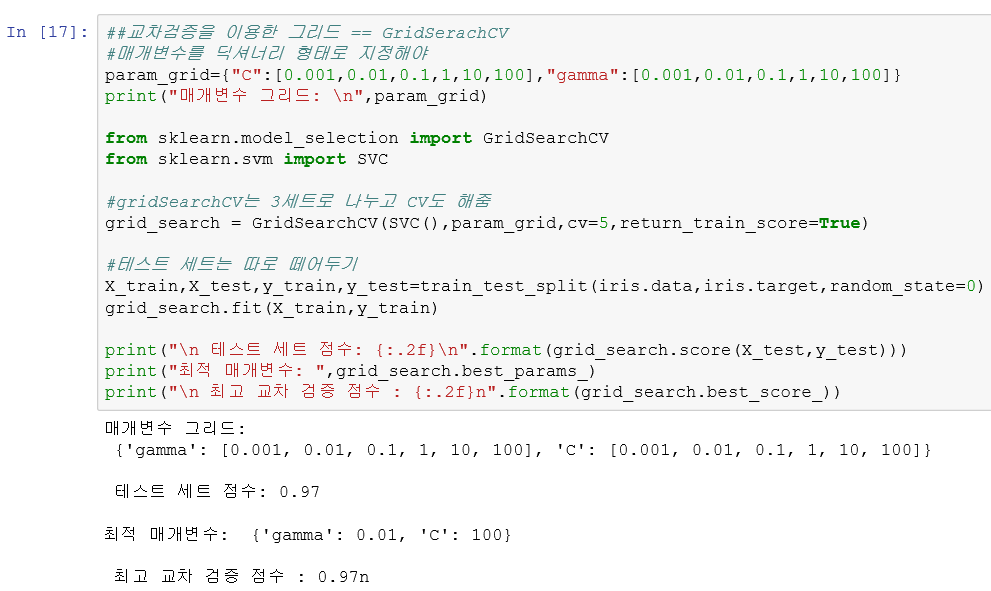 In [17]: ##교차검증을 이용한 그리드 == GridSerachCV
#매개변수를 딕셔너리 형태로 지정해야
param_grid={"C":[0.001,0.01,0.1,1,10,100],"gamma":[0.001,0.01,0.1,1,10,100]}
print("매개변수 그리드: \n",param_grid)
from sklearn.model_selection import GridSearchCV
from sklearn.svm import SVC
#gridSearchCV는 3세트로 나누고 CV도 해줌
grid_search = GridSearchCV(SVC(),param_grid,cv=5,return_train_score=True)
#테스트 세트는 따로 떼어두기
X_train,X_test,y_train,y_test=train_test_split(iris.data,iris.target,random_state=0)
grid_search.fit(X_train,y_train)
print("\n 테스트 세트 점수: {:.2f}\n".format(grid_search.score(X_test,y_test)))
print("최적 매개변수: ",grid_search.best_params_)
print("\n 최고 교차 검증 점수 : {:.2f}n".format(grid_search.best_score_))
매개변수 그리드:
{'gamma': [0.001, 0.01, 0.1, 1, 10, 100], 'C': [0.001, 0.01, 0.1, 1, 10, 100]}
테스트 세트 점수: 0.97
최적 매개변수:  {'gamma': 0.01, 'C': 100}
최고 교차 검증 점수 : 0.97n